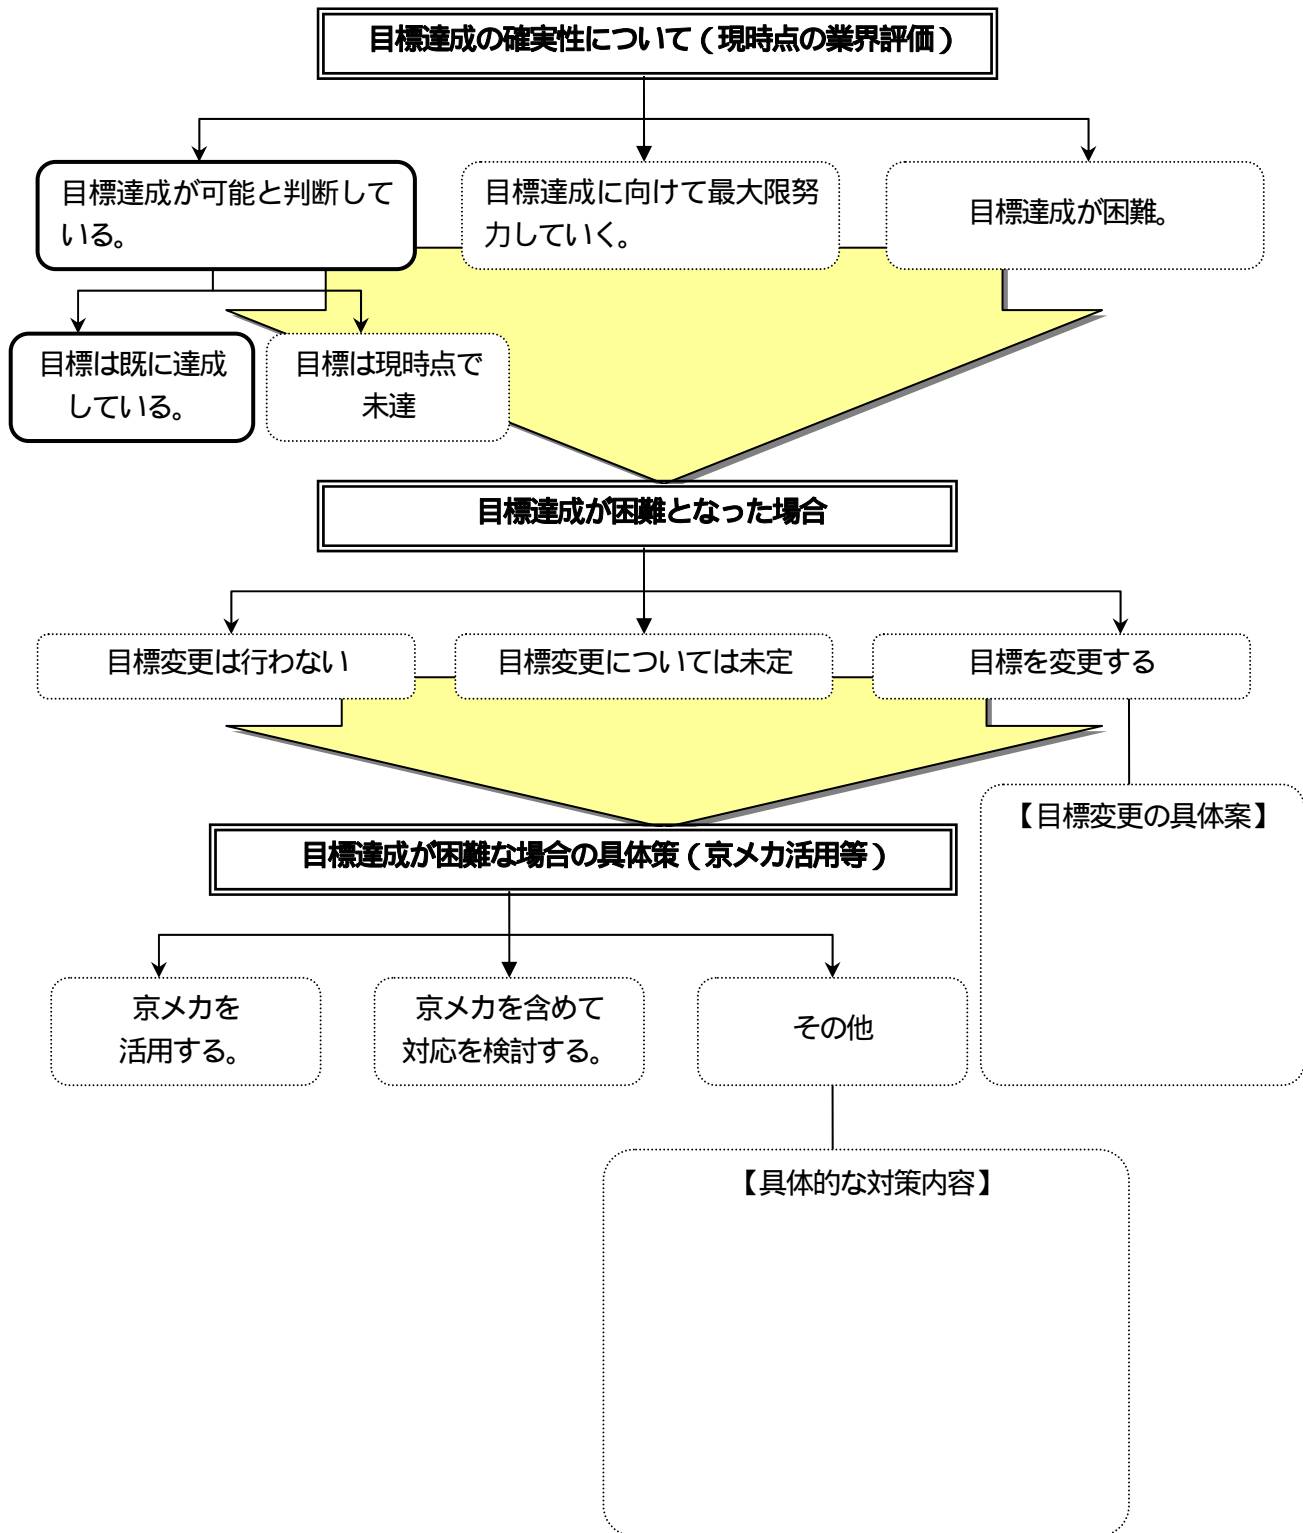 目標達成の確実性について（現時点の業界評価）
目標達成が可能と判断して
いる。
目標達成に向けて最大限努
力していく。
目標達成が困難。
目標は既に達成
している。
目標は現時点で
未達
目標達成が困難となった場合
目標変更は行わない
目標変更については未定
目標を変更する
【目標変更の具体案】
目標達成が困難な場合の具体策（京メカ活用等）
京メカを
活用する。
京メカを含めて
対応を検討する。
その他
【具体的な対策内容】